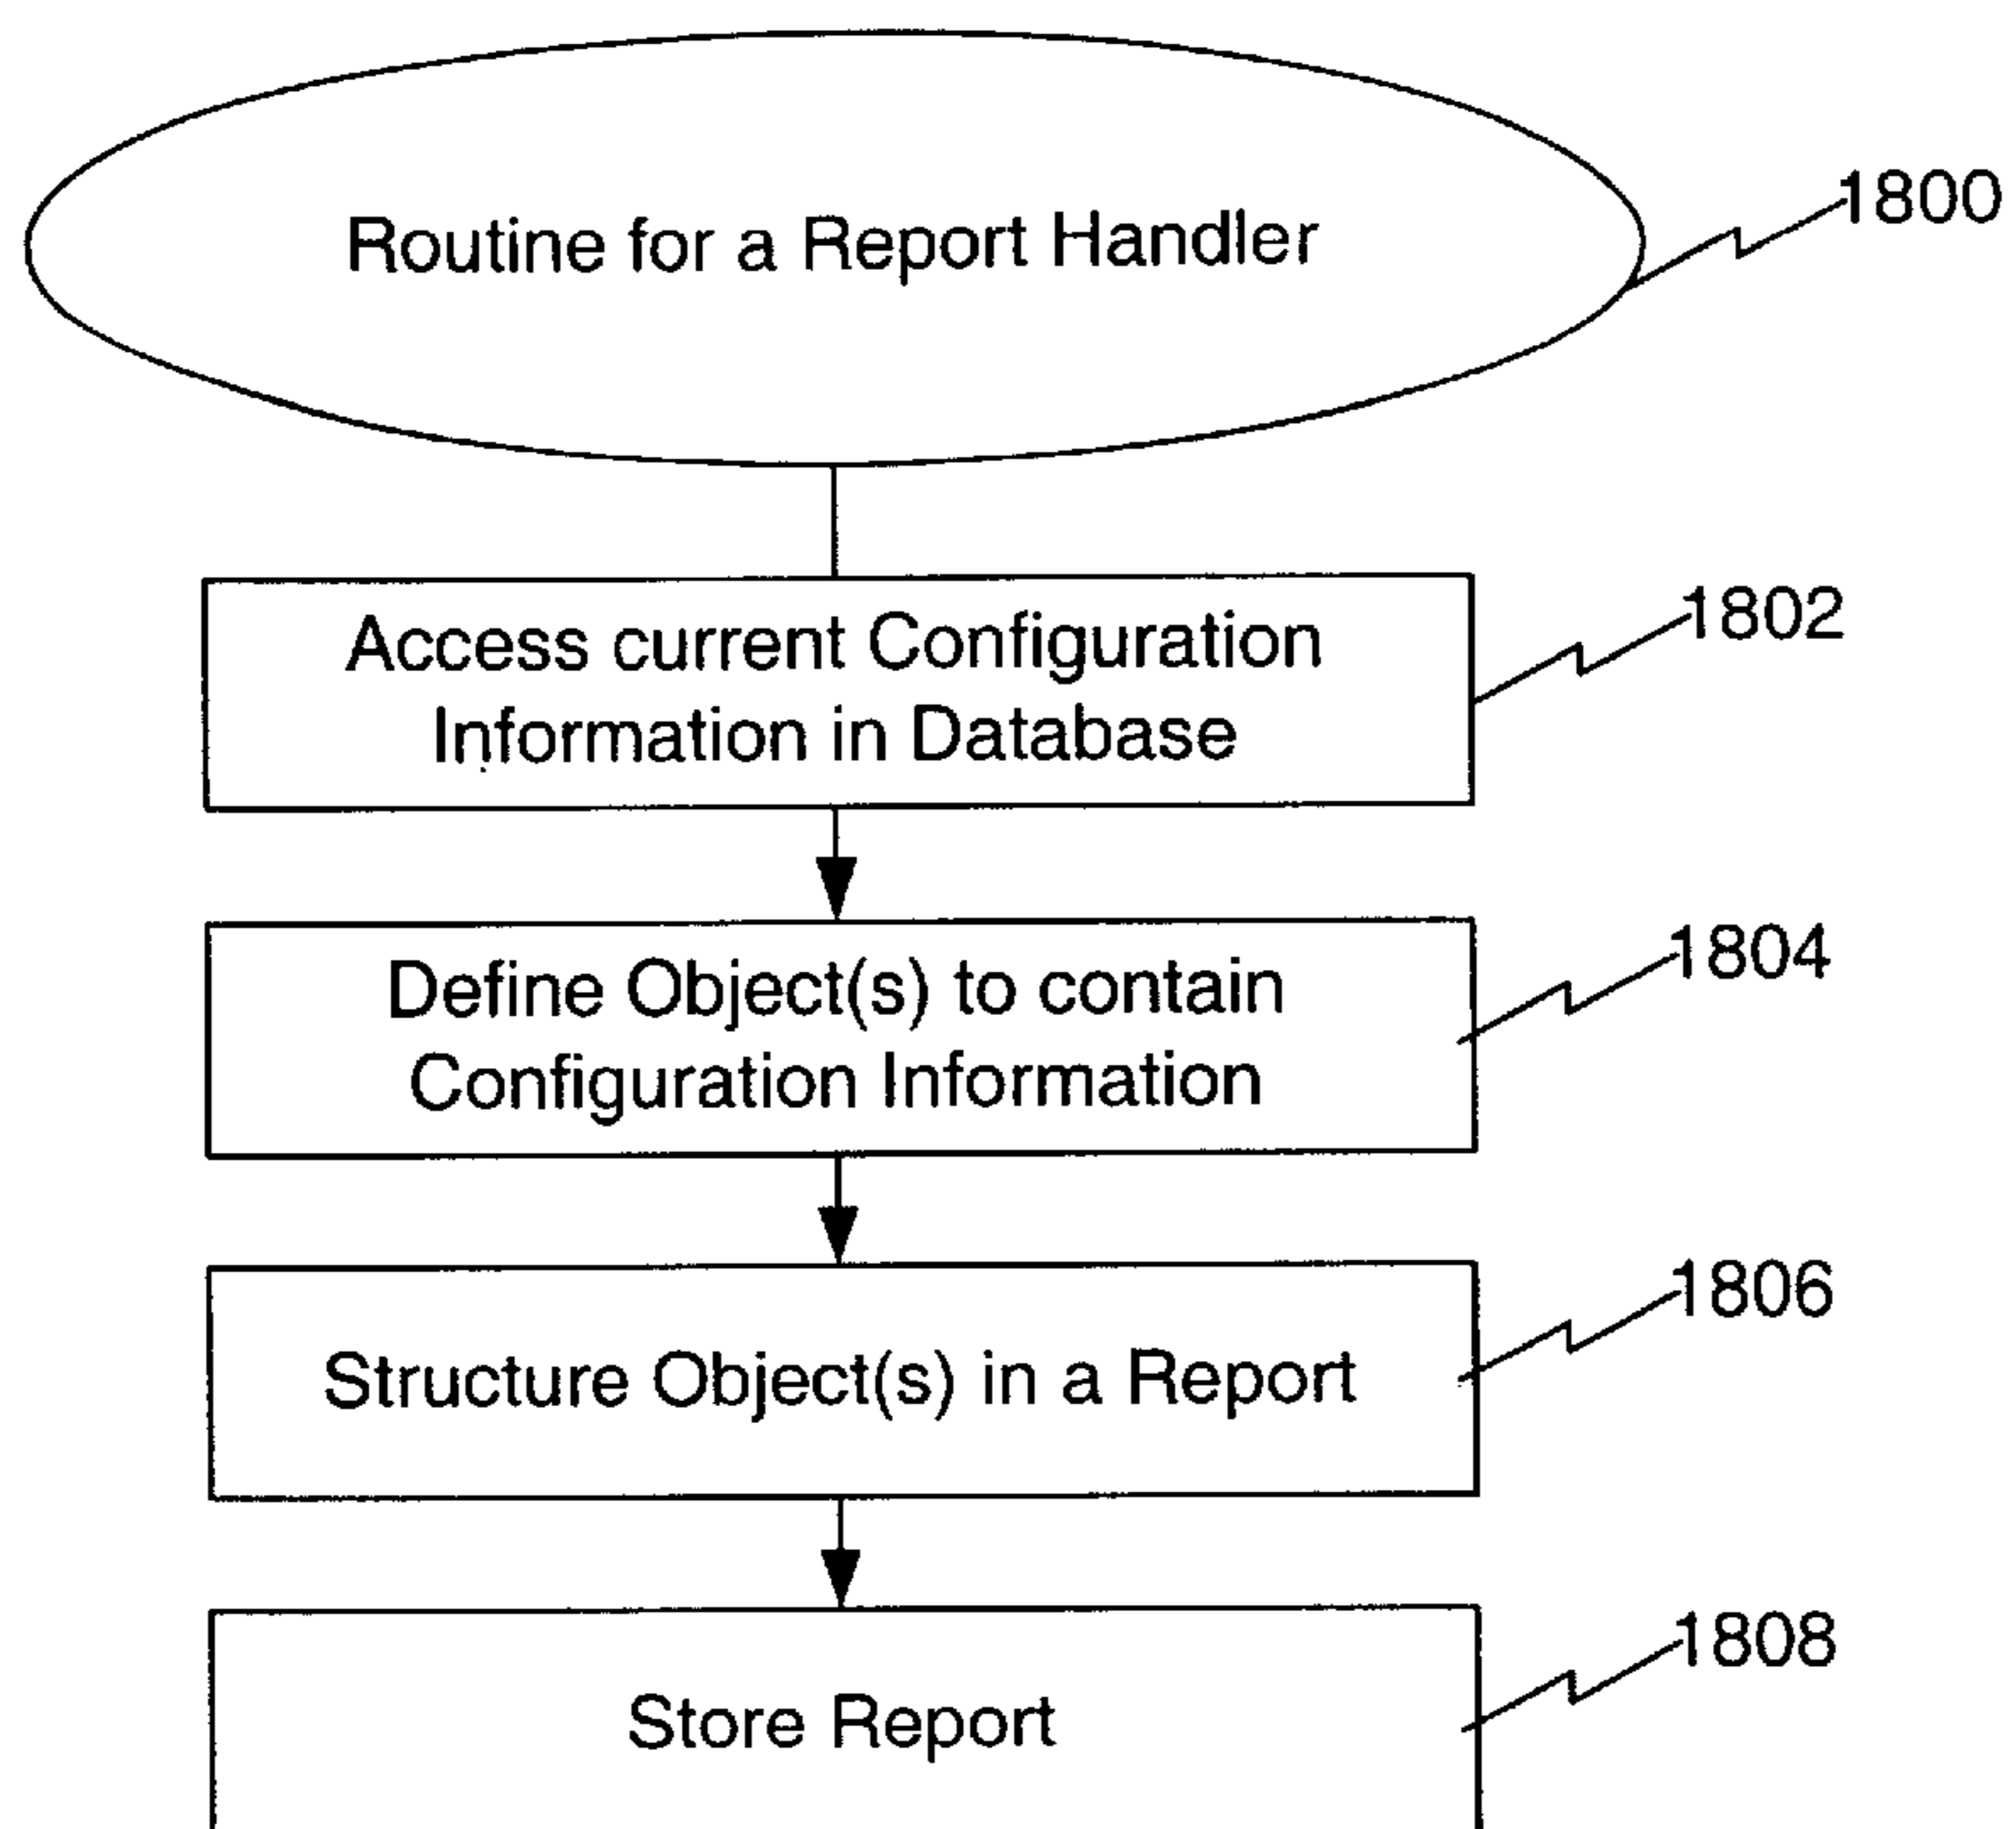 Routine for a Report Handler
1800
Access current Configuration
Information in Database
1802
Define Object(s) to contain
Configuration Information
1804
Structure Object(s) in a Report
1806
Store Report
1808